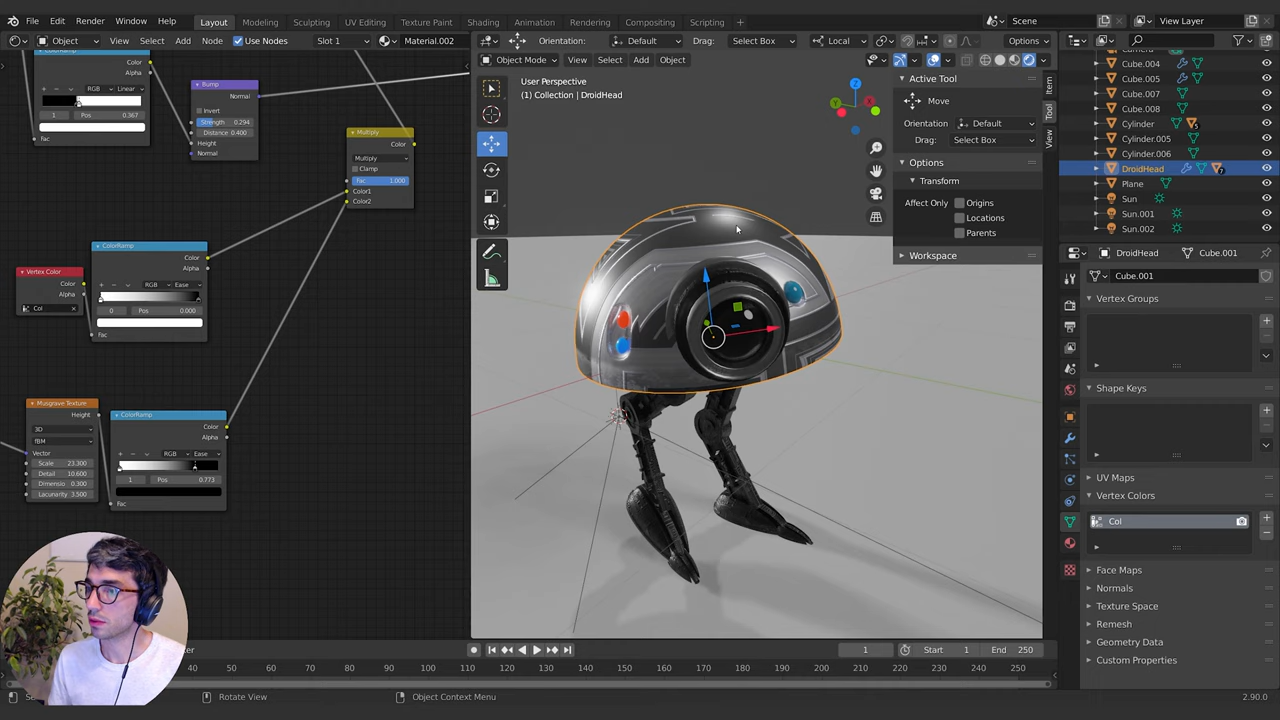 File Edit Render Window Help Layout Modeling Sculpting UV Editing Texture Paint Shading Animation Rendering Compositing Scripting + Scene View Layer
Object View Select Add Node Use Nodes Slot 1 Material.002
Orientation: Default Drag: Select Box Local Options
Object Mode View Select Add Object
User Perspective
(1) Collection | DroidHead
ColorRamp
Color
Alpha
RGB Linear
1 Pos 0.367
Fac
Bump
Normal
Invert
Strength 0.294
Distance 0.400
Height
Normal
Multiply
Color
Multiply
Clamp
Fac: 1.000
Color1
Color2
Vertex Color
Color
Alpha
Col
ColorRamp
Color
Alpha
RGB Ease
0 Pos 0.000
Fac
Musgrave Texture
Height
3D
fBM
Vector
Scale 23.300
Detail 10.600
Dimensio 0.300
Lacunarity 3.500
ColorRamp
Color
Alpha
RGB Ease
1 Pos 0.773
Fac
Active Tool
Move
Orientation Default
Drag: Select Box
Options
Transform
Affect Only Origins
Locations
Parents
Workspace
Item
Tool
View
Cube.004
Cube.005
Cube.007
Cube.008
Cylinder
Cylinder.005
Cylinder.006
DroidHead
Plane
Sun
Sun.001
Sun.002
DroidHead Cube.001
Cube.001
Vertex Groups
Shape Keys
UV Maps
Vertex Colors
Col
Face Maps
Normals
Texture Space
Remesh
Geometry Data
Custom Properties
1 Start 1 End 250
40 50 60 70 80 90 100 110 120 130 140 150 160 170 180 190 200 210 220 230 240 250
Rotate View Object Context Menu 2.90.0